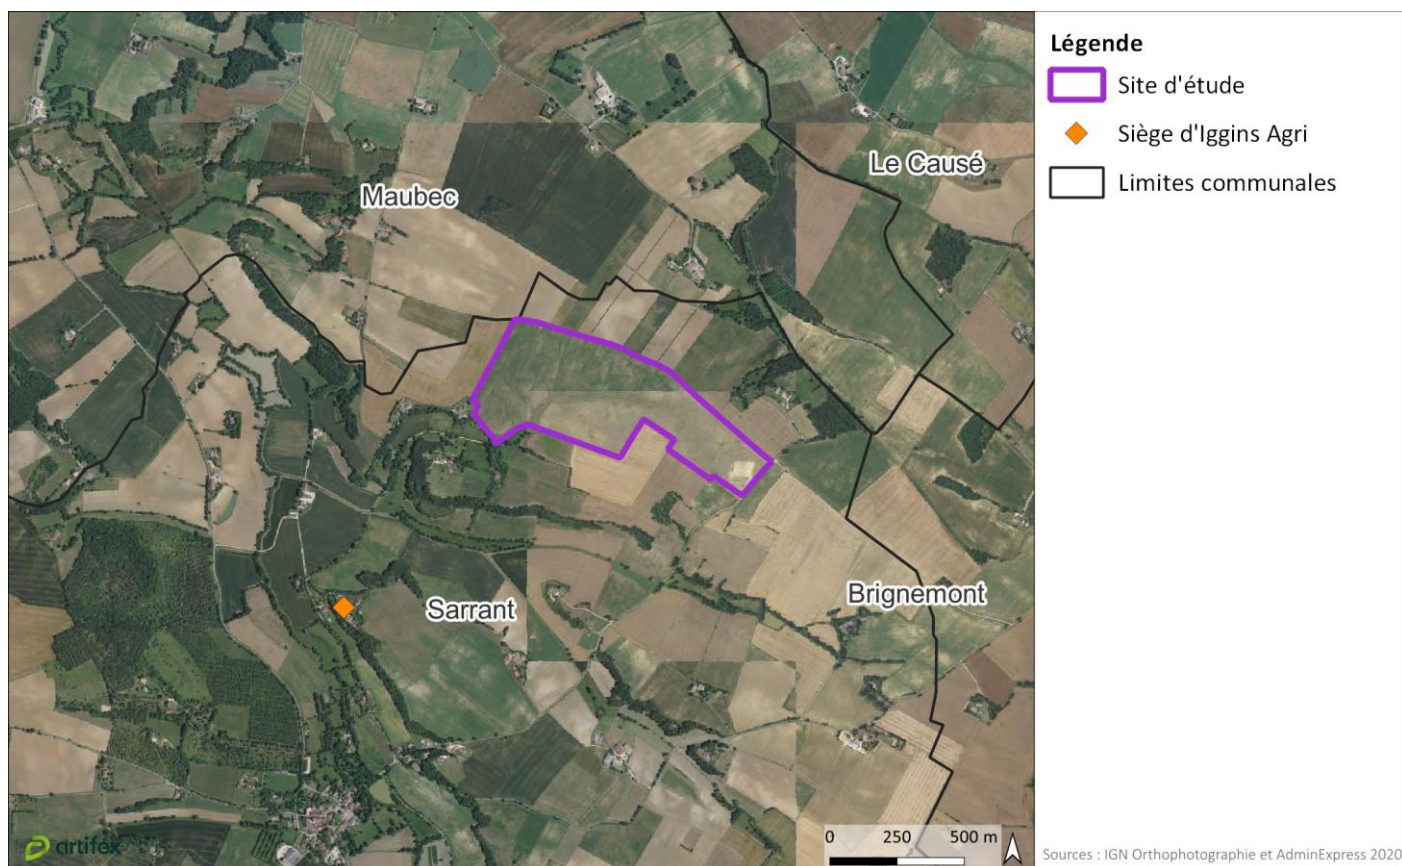 Légende
Site d'étude
Siège d'Iggins Agri
Limites communales
Le Causé
Maubec
Brignemont
Sarrant
0 250 500 m
artifex
Sources : IGN Orthophotographie et AdminExpress 2020